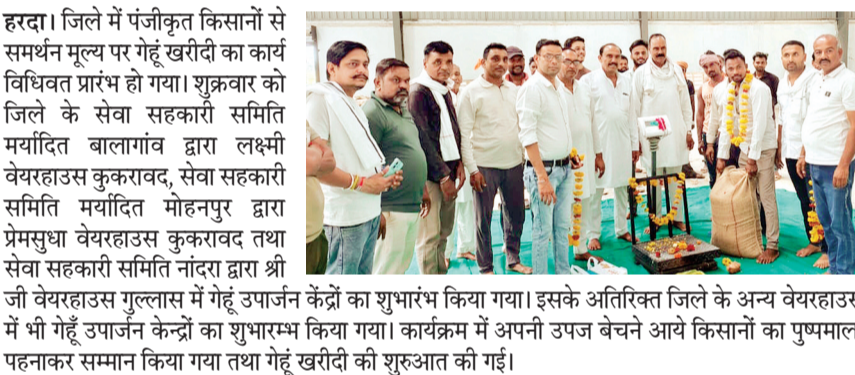 हरदा। जिले में पंजीकृत किसानों से
समर्थन मूल्य पर गेहूं खरीदी का कार्य
विधिवत प्रारंभ हो गया। शुक्रवार को
जिले के सेवा सहकारी समिति
मर्यादित बालागांव द्वारा लक्ष्मी
वेयरहाउस कुकरावद, सेवा सहकारी
समिति मर्यादित मोहनपुर द्वारा
प्रेमसुधा वेयरहाउस कुकरावद तथा
सेवा सहकारी समिति नांदरा द्वारा श्री
जी वेयरहाउस गुल्लास में गेहूं उपार्जन केंद्रों का शुभारंभ किया गया। इसके अतिरिक्त जिले के अन्य वेयरहाउस
में भी गेहूँ उपार्जन केन्द्रों का शुभारम्भ किया गया। कार्यक्रम में अपनी उपज बेचने आये किसानों का पुष्पमाल
पहनाकर सम्मान किया गया तथा गेहूं खरीदी की शुरुआत की गई।